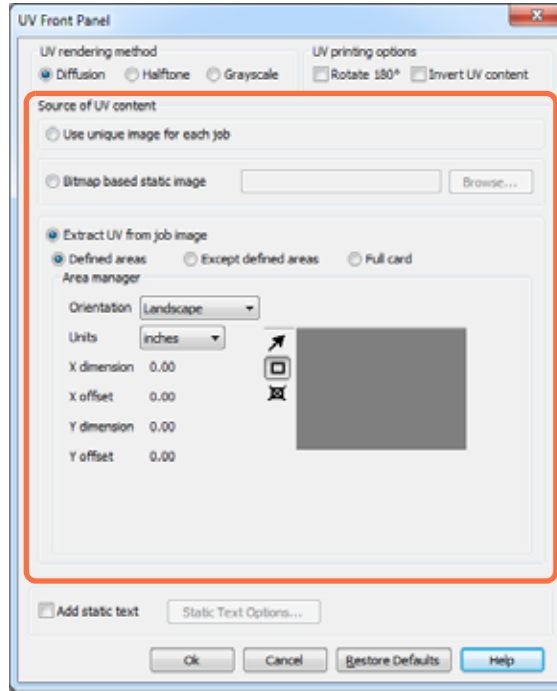 UV Front Panel
UV rendering method
UV printing options
Diffusion Halftone Grayscale
Rotate 180° Invert UV content
Source of UV content
Use unique image for each job
Bitmap based static image Browse...
Extract UV from job image
Defined areas Except defined areas Full card
Area manager
Orientation Landscape
Units inches
X dimension 0.00
X offset 0.00
Y dimension 0.00
Y offset 0.00
Add static text Static Text Options...
Ok Cancel Restore Defaults Help